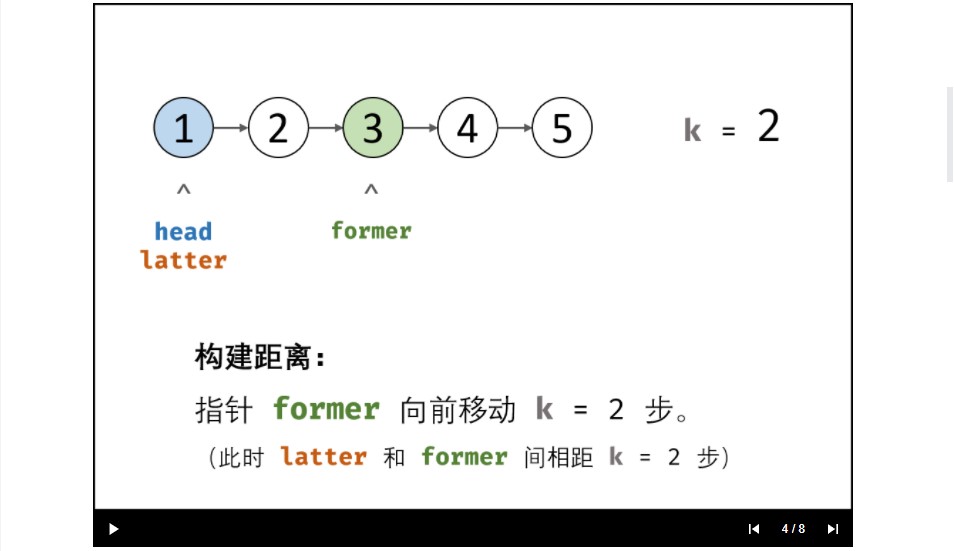 1 2 3 4 5 k = 2
^ ^
head former
latter
构建距离：
指针 former 向前移动 k = 2 步。
（此时 latter 和 former 间相距 k = 2 步）
4 / 8